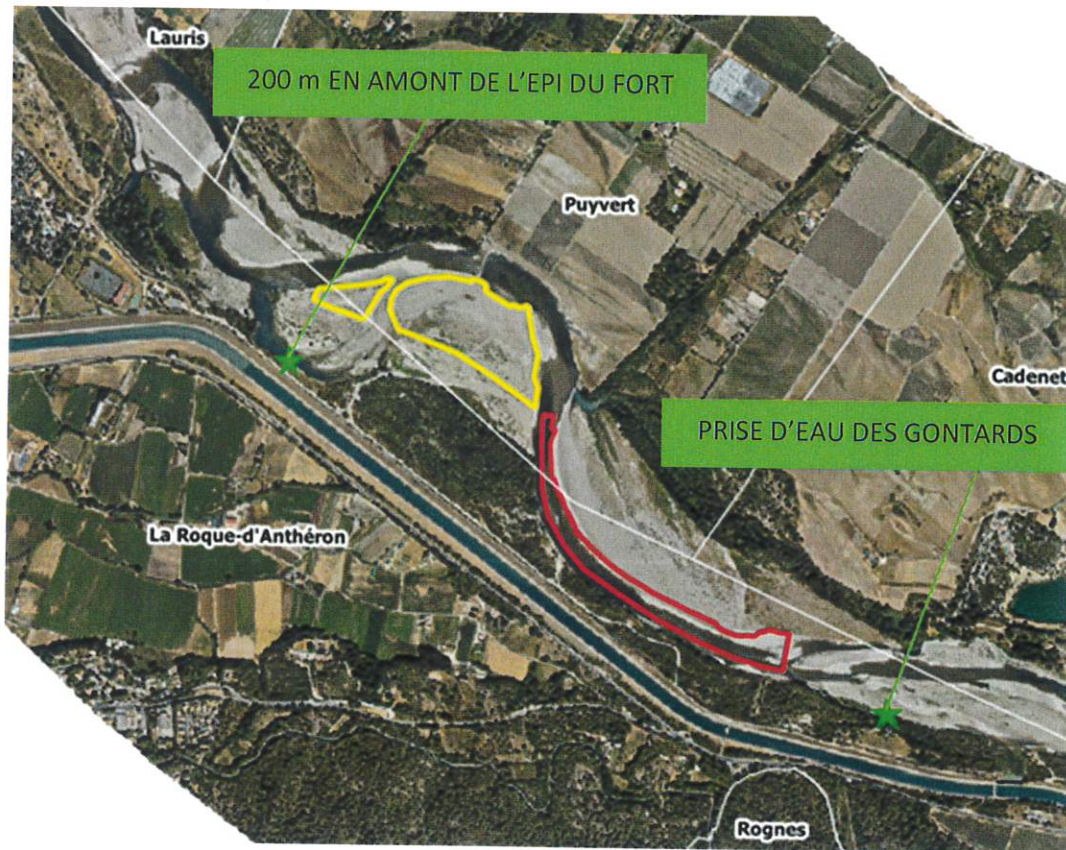 Lauris
200 m EN AMONT DE L'EPI DU FORT
Puyvert
Cadenet
PRISE D'EAU DES GONTARDS
La Roque-d'Anthéron
Rognes